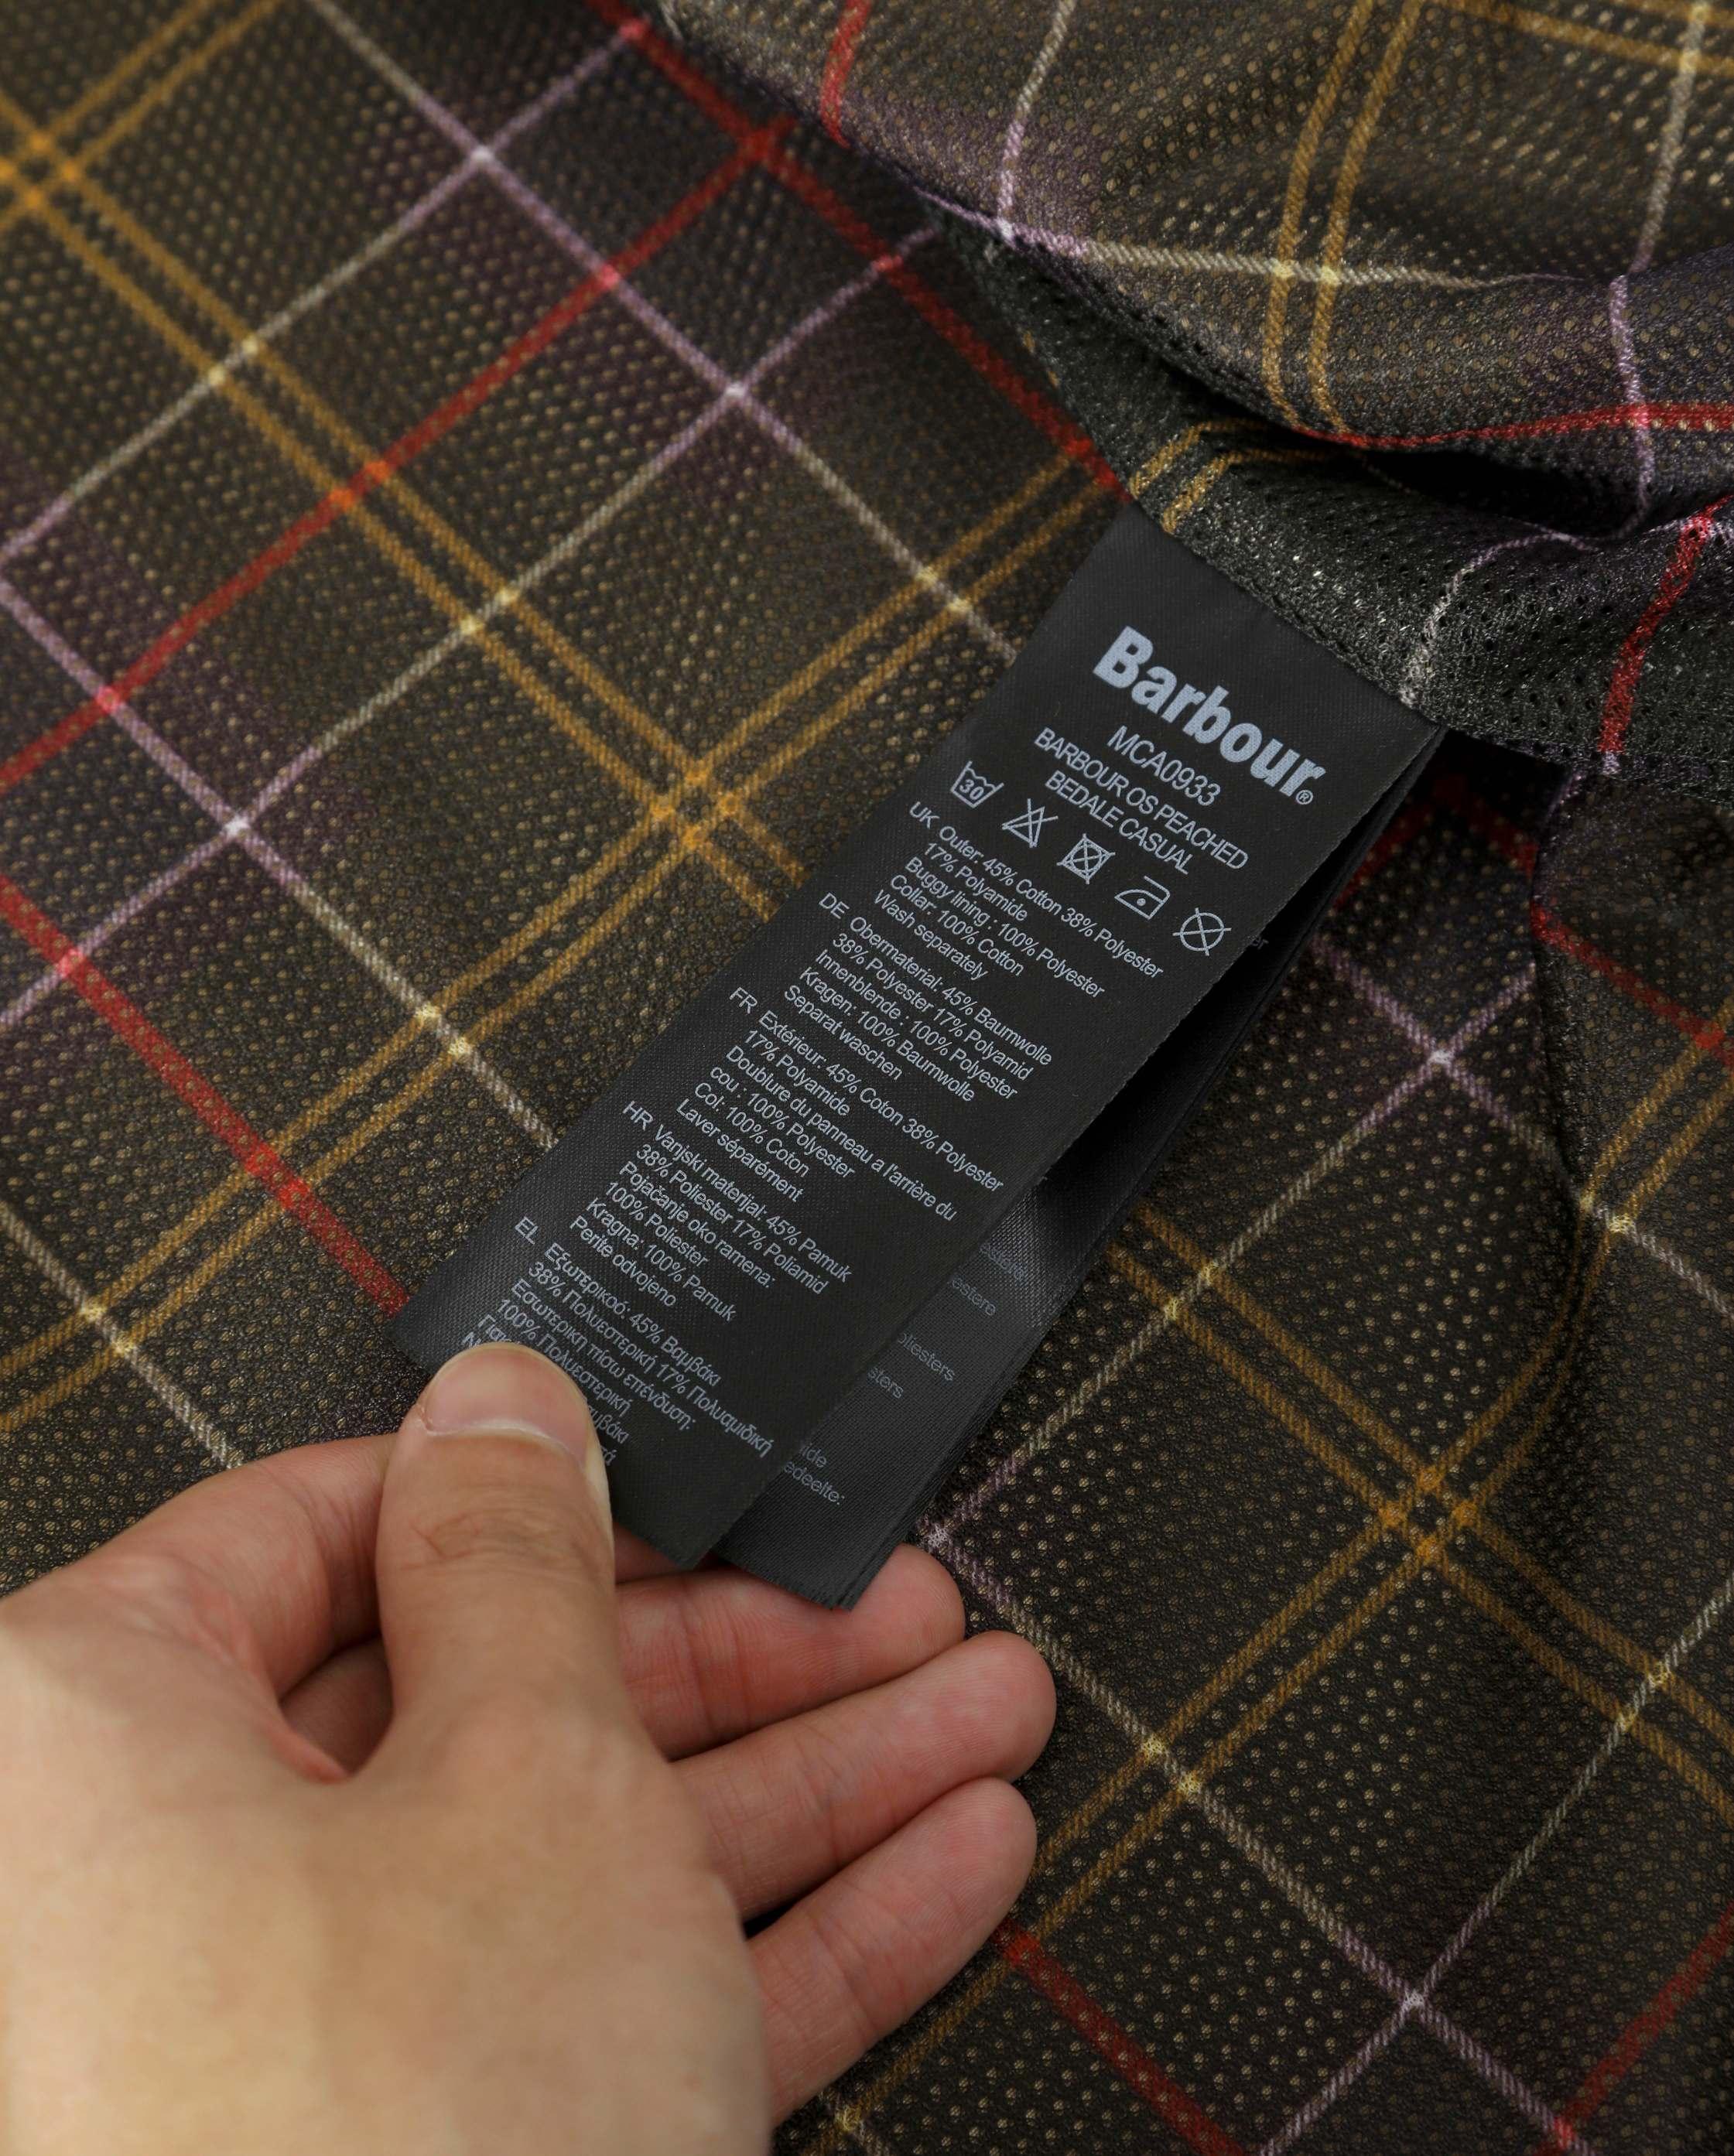 Barbour®
MCA0933
BARBOUR OS PEACHED
BEDALE CASUAL
30
UK Outer: 45% Cotton 38% Polyester
17% Polyamide
Buggy lining : 100% Polyester
Collar: 100% Cotton
Wash separately
DE Obermaterial: 45% Baumwolle
38% Polyester 17% Polyamid
Innenblende : 100% Polyester
Kragen: 100% Baumwolle
Separat waschen
FR Extérieur: 45% Coton 38% Polyester
17% Polyamide
Doublure du panneau a l'arrière du
cou : 100% Polyester
Col: 100% Coton
Laver séparément
HR Vanjski materijal: 45% Pamuk
38% Poliester 17% Poliamid
Pojačanje oko ramena:
100% Poliester
Kragna: 100% Pamuk
Perite odvojeno
EL Εξωτερικού: 45% Βαμβάκι
38% Πολυεστερική 17% Πολυαμιδική
Εσωτερικη πίσω επένδυση:
100% Πολυεστερική